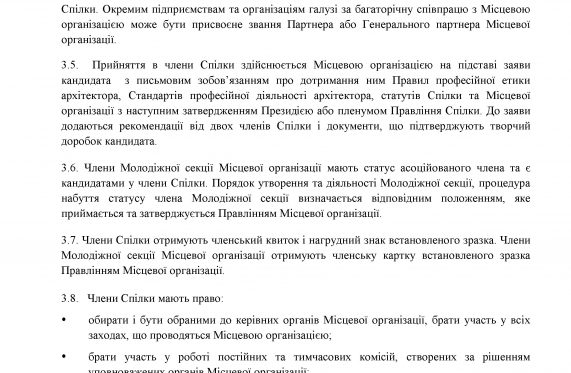 Спілки. Окремим підприємствам та організаціям галузі за багаторічну співпрацю з Місцевою
організацією може бути присвоєне звання Партнера або Генерального партнера Місцевої
організації.
3.5. Прийняття в члени Спілки здійснюється Місцевою організацією на підставі заяви
кандидата з письмовим зобов’язанням про дотримання ним Правил професійної етики
архітектора, Стандартів професійної діяльності архітектора, статутів Спілки та Місцевої
організації з наступним затвердженням Президією або пленумом Правління Спілки. До заяви
додаються рекомендації від двох членів Спілки і документи, що підтверджують творчий
доробок кандидата.
3.6. Члени Молодіжної секції Місцевої організації мають статус асоційованого члена та є
кандидатами у члени Спілки. Порядок утворення та діяльності Молодіжної секції, процедура
набуття статусу члена Молодіжної секції визначається відповідним положенням, яке
приймається та затверджується Правлінням Місцевої організації.
3.7. Члени Спілки отримують членський квиток і нагрудний знак встановленого зразка. Члени
Молодіжної секції Місцевої організації отримують членську картку встановленого зразка
Правлінням Місцевої організації.
3.8. Члени Спілки мають право:
• обирати і бути обраними до керівних органів Місцевої організації, брати участь у всіх
заходах, що проводяться Місцевою організацією;
• брати участь у роботі постійних та тимчасових комісій, створених за рішенням
уповноважених органів Місцевої організації;